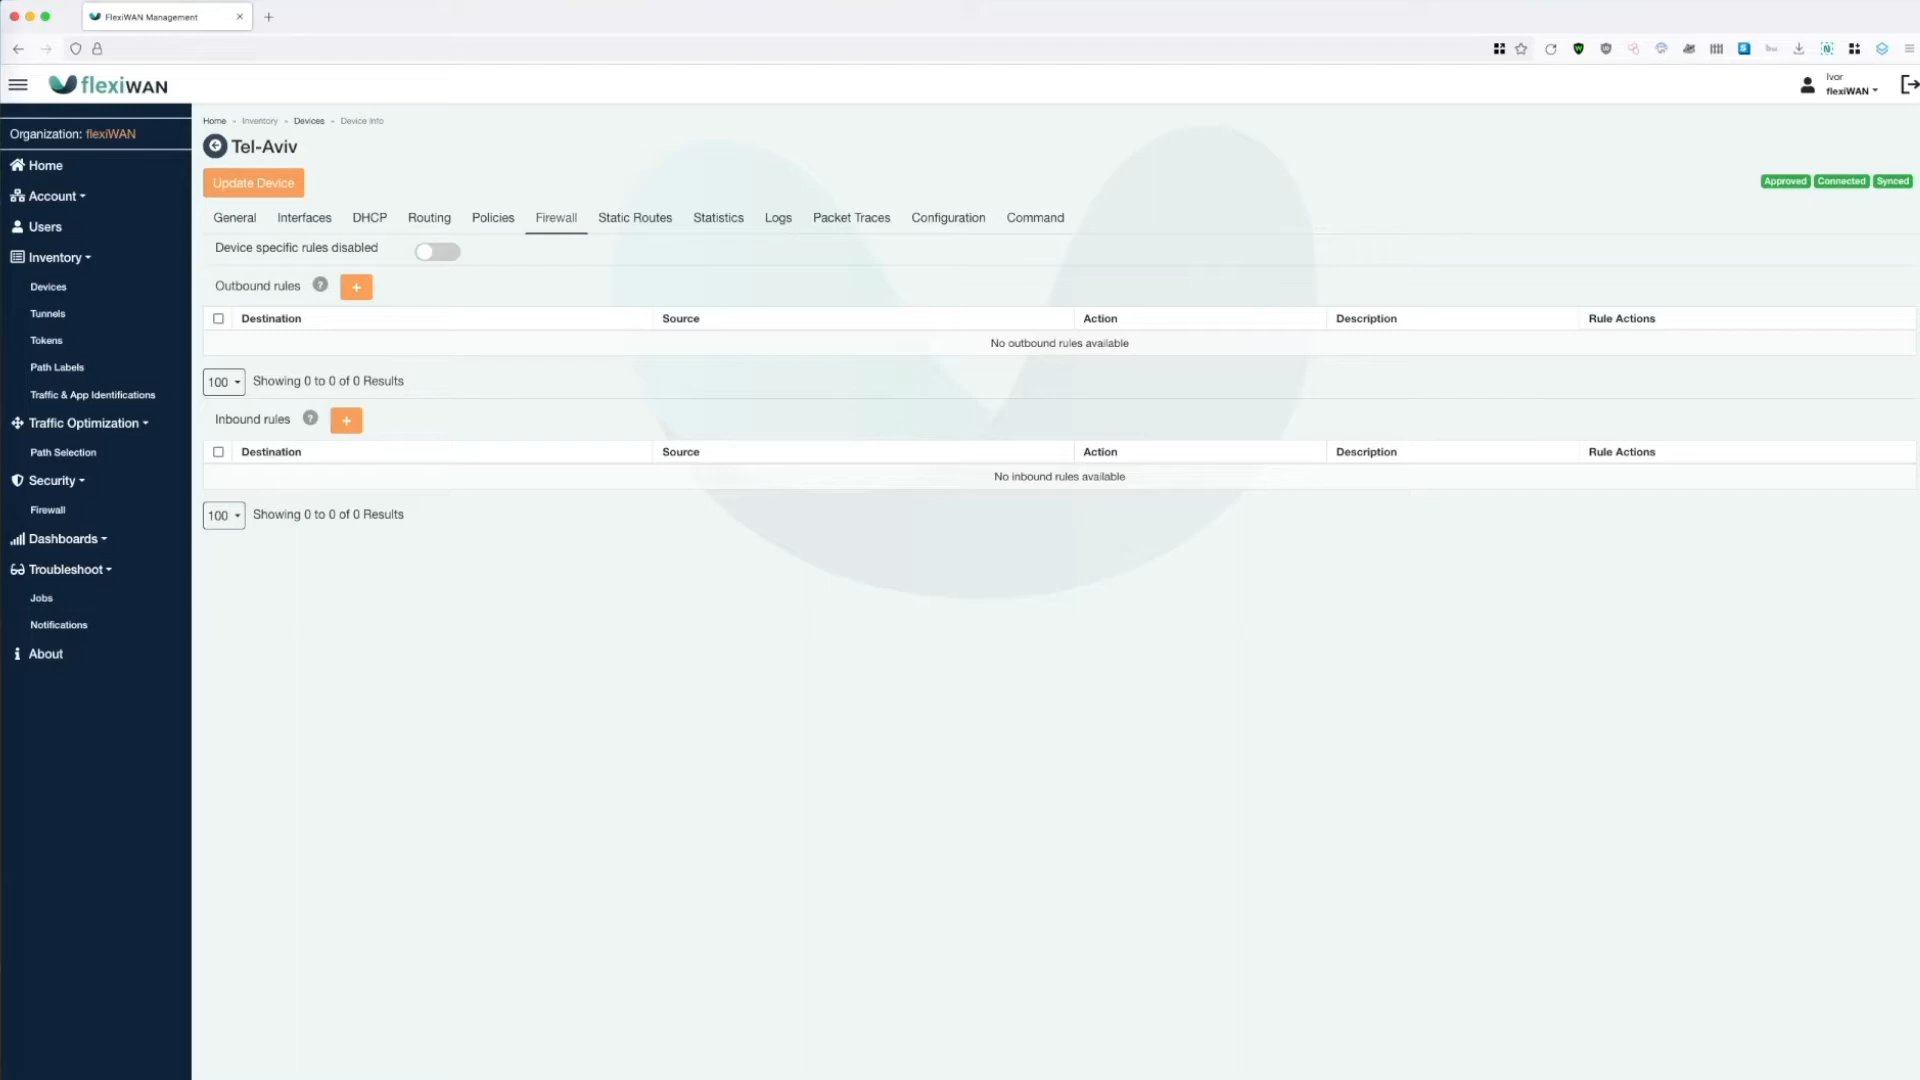 FlexiWAN Management
flexiWAN
Ivor
flexiWAN
Organization: flexiWAN
Home
Account
Users
Inventory
Devices
Tunnels
Tokens
Path Labels
Traffic & App Identifications
Traffic Optimization
Path Selection
Security
Firewall
Dashboards
Troubleshoot
Jobs
Notifications
About
Home - Inventory - Devices - Device Info
Tel-Aviv
Update Device
Approved Connected Synced
General Interfaces DHCP Routing Policies Firewall Static Routes Statistics Logs Packet Traces Configuration Command
Device specific rules disabled
Outbound rules ? +
Destination Source Action Description Rule Actions
No outbound rules available
100 Showing 0 to 0 of 0 Results
Inbound rules ? +
Destination Source Action Description Rule Actions
No inbound rules available
100 Showing 0 to 0 of 0 Results